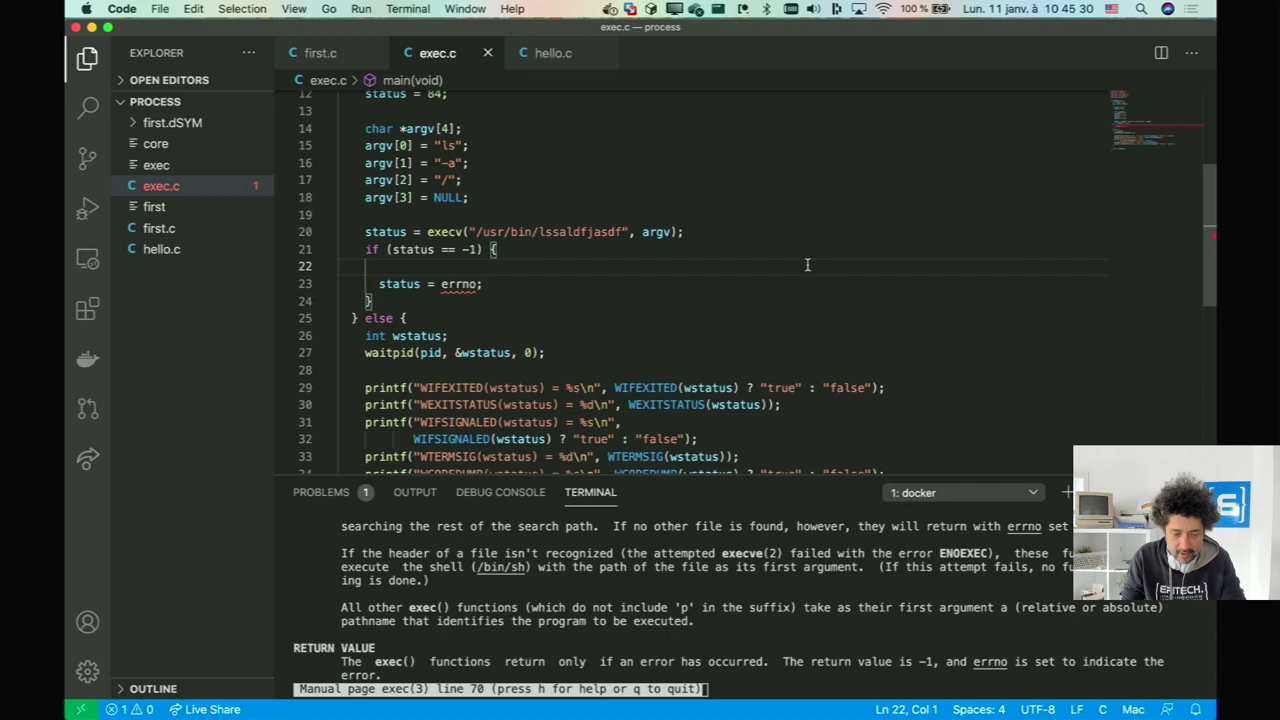 Code File Edit Selection View Go Run Terminal Window Help 100 % Lun. 11 janv. à 10 45 30
exec.c — process
EXPLORER
first.c
exec.c
hello.c
OPEN EDITORS
exec.c > main(void)
PROCESS
first.dSYM
core
exec
exec.c 1
first
first.c
hello.c
OUTLINE
12 status = 84;
13
14 char *argv[4];
15 argv[0] = "ls";
16 argv[1] = "-a";
17 argv[2] = "/";
18 argv[3] = NULL;
19
20 status = execv("/usr/bin/lssaldfjasdf", argv);
21 if (status == -1) {
22
23 status = errno;
24 }
25 } else {
26 int wstatus;
27 waitpid(pid, &wstatus, 0);
28
29 printf("WIFEXITED(wstatus) = %s\n", WIFEXITED(wstatus) ? "true" : "false");
30 printf("WEXITSTATUS(wstatus) = %d\n", WEXITSTATUS(wstatus));
31 printf("WIFSIGNALED(wstatus) = %s\n",
32 WIFSIGNALED(wstatus) ? "true" : "false");
33 printf("WTERMSIG(wstatus) = %d\n", WTERMSIG(wstatus));
34 printf("WCOREDUMP(wstatus) = %s\n", WCOREDUMP(wstatus) ? "true" : "false");
PROBLEMS 1 OUTPUT DEBUG CONSOLE TERMINAL 1: docker
searching the rest of the search path. If no other file is found, however, they will return with errno set
If the header of a file isn't recognized (the attempted execve(2) failed with the error ENOEXEC), these fu
execute the shell (/bin/sh) with the path of the file as its first argument. (If this attempt fails, no fu
ing is done.)
All other exec() functions (which do not include 'p' in the suffix) take as their first argument a (relative or absolute)
pathname that identifies the program to be executed.
RETURN VALUE
The exec() functions return only if an error has occurred. The return value is -1, and errno is set to indicate the
error.
Manual page exec(3) line 70 (press h for help or q to quit)
EPITECH.
1 0 Live Share Ln 22, Col 1 Spaces: 4 UTF-8 LF C Mac